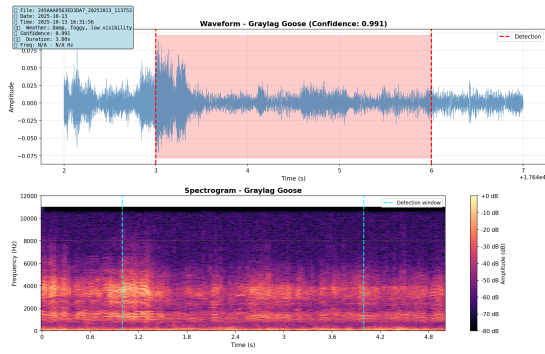 File: 245AAA0563ED3DA7_20251013_113753
Date: 2025-10-13
Time: 2025-10-13 16:31:56
Weather: Damp, foggy, low visibility
Confidence: 0.991
Duration: 3.00s
Freq: N/A - N/A Hz
Waveform - Graylag Goose (Confidence: 0.991)
Detection
Amplitude
0.075
0.050
0.025
0.000
−0.025
−0.050
−0.075
2 3 4 5 6 7
Time (s)
+1.764e4
Spectrogram - Graylag Goose
Detection window
Frequency (Hz)
12000
10000
8000
6000
4000
2000
0
0 0.6 1.2 1.8 2.4 3 3.6 4.2 4.8
Time (s)
+0 dB
-10 dB
-20 dB
-30 dB
-40 dB
-50 dB
-60 dB
-70 dB
-80 dB
Amplitude (dB)